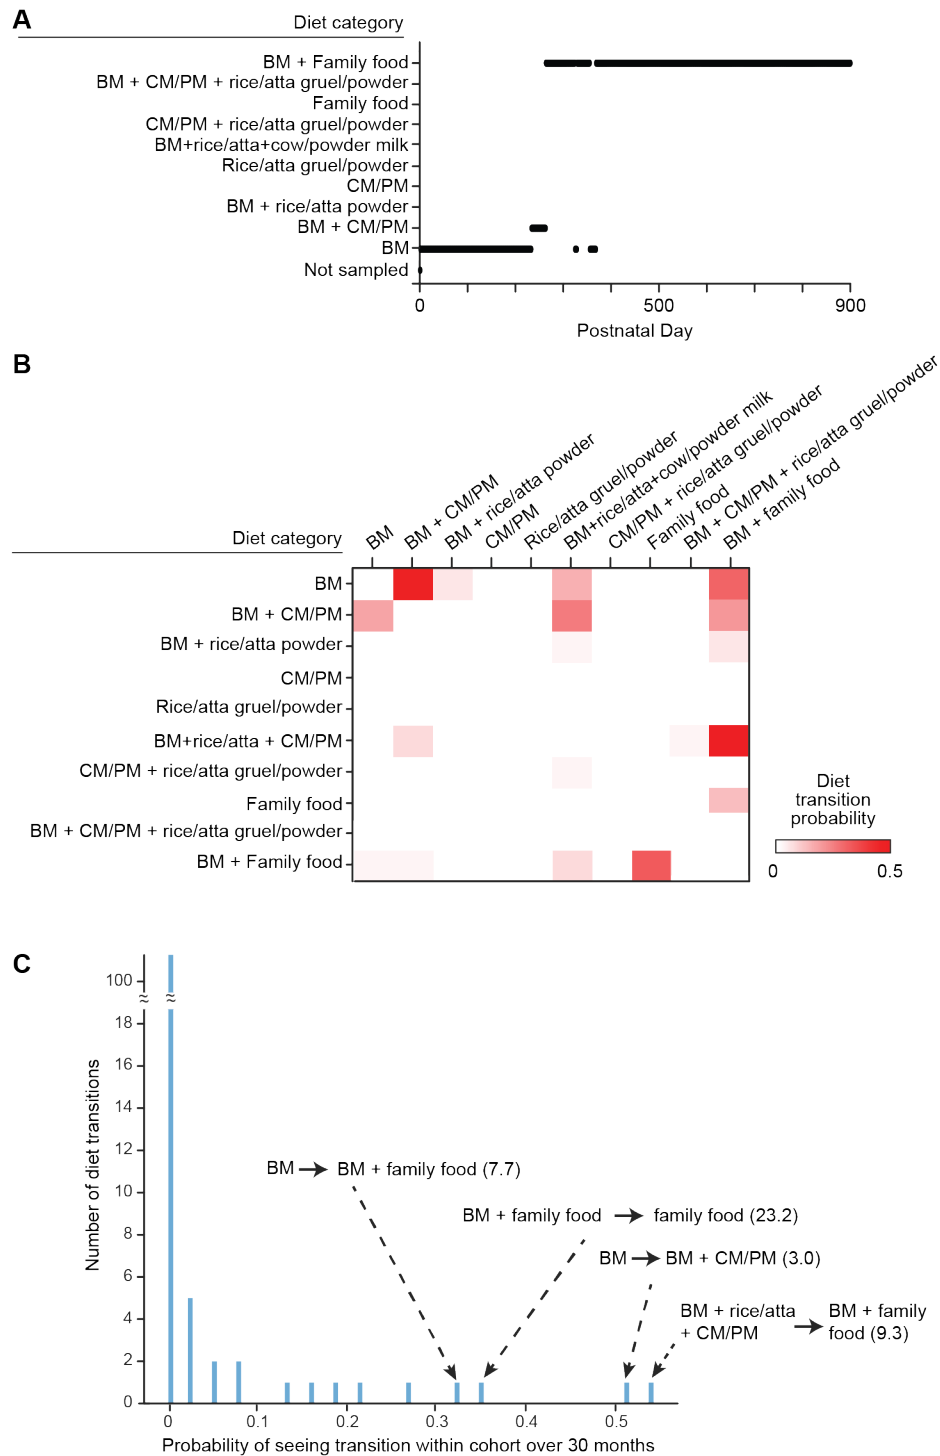 A
Diet category
BM + Family food
BM + CM/PM + rice/atta gruel/powder
Family food
CM/PM + rice/atta gruel/powder
BM+rice/atta+cow/powder milk
Rice/atta gruel/powder
CM/PM
BM + rice/atta powder
BM + CM/PM
BM
Not sampled
0 500 900
Postnatal Day
B
Diet category
BM
BM + CM/PM
BM + rice/atta powder
CM/PM
Rice/atta gruel/powder
BM+rice/atta+cow/powder milk
CM/PM + rice/atta gruel/powder
Family food
BM + CM/PM + rice/atta gruel/powder
BM + family food
BM
BM + CM/PM
BM + rice/atta powder
CM/PM
Rice/atta gruel/powder
BM+rice/atta + CM/PM
CM/PM + rice/atta gruel/powder
Family food
BM + CM/PM + rice/atta gruel/powder
BM + Family food
Diet
transition
probability
0 0.5
C
Number of diet transitions
100
18
16
14
12
10
8
6
4
2
0
BM → BM + family food (7.7)
BM + family food → family food (23.2)
BM → BM + CM/PM (3.0)
BM + rice/atta + CM/PM → BM + family food (9.3)
0 0.1 0.2 0.3 0.4 0.5
Probability of seeing transition within cohort over 30 months